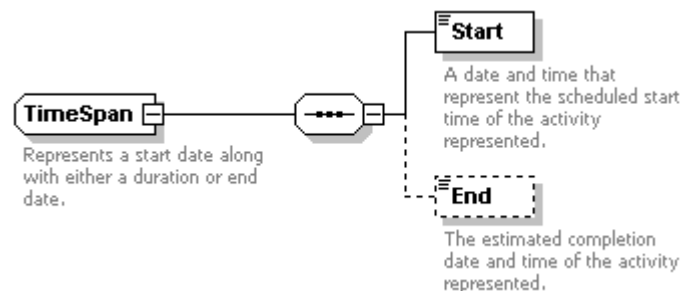 Start
A date and time that
represent the scheduled start
time of the activity
represented.
TimeSpan
Represents a start date along
with either a duration or end
date.
End
The estimated completion
date and time of the activity
represented.